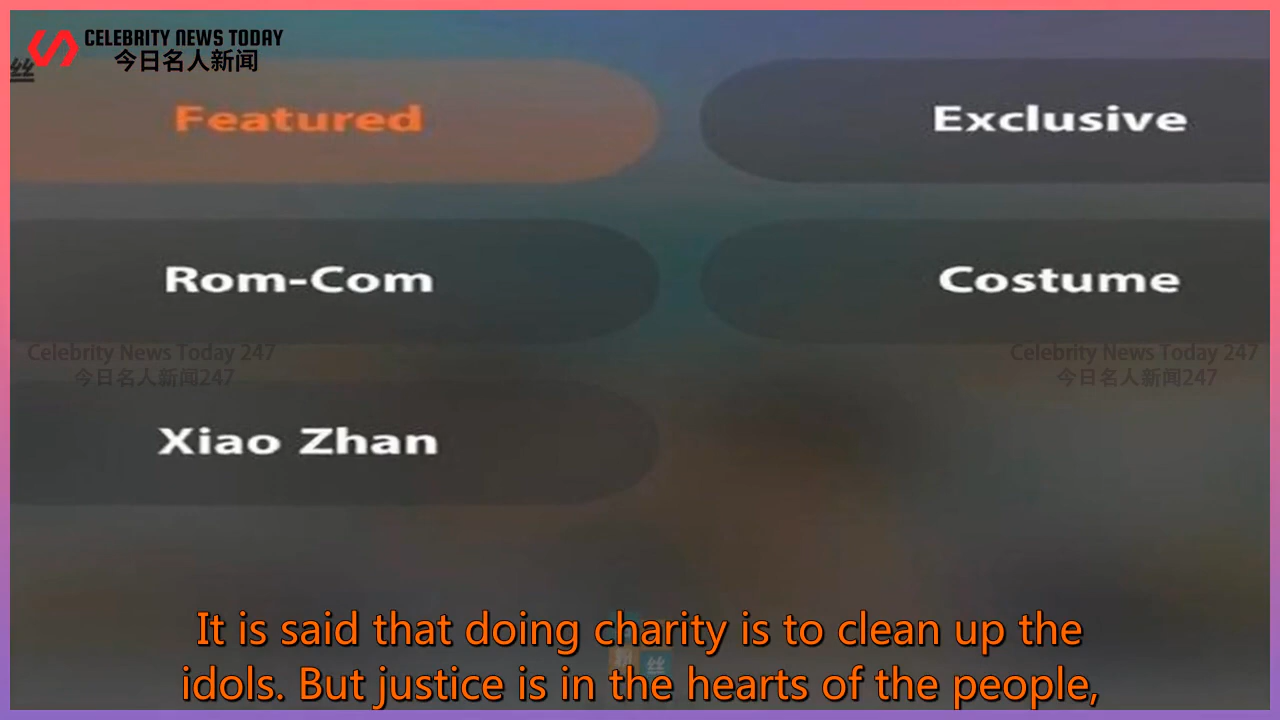 CELEBRITY NEWS TODAY
今日名人新闻
丝
Featured
Exclusive
Rom-Com
Costume
Celebrity News Today 247
今日名人新闻247
Celebrity News Today 247
今日名人新闻247
Xiao Zhan
It is said that doing charity is to clean up the
丝
idols. But justice is in the hearts of the people,